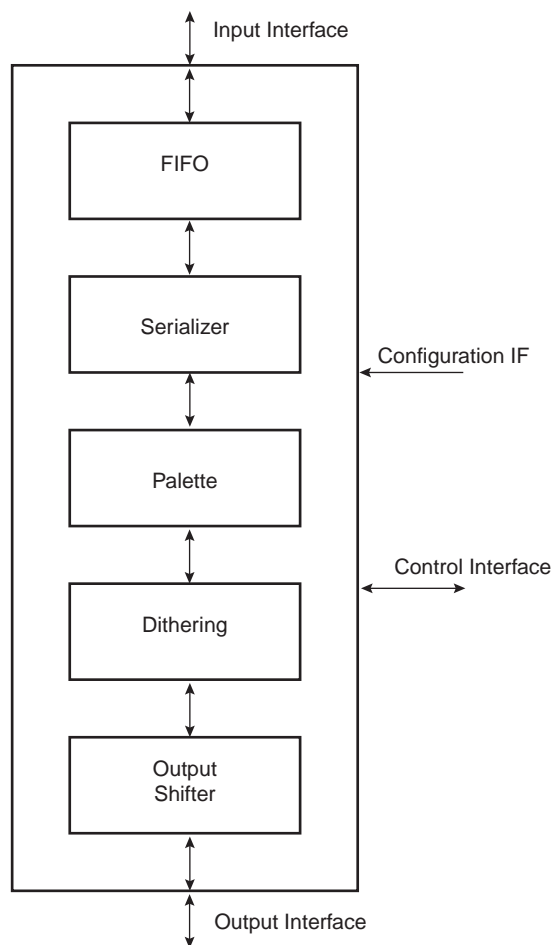 Input Interface
FIFO
Serializer
Configuration IF
Palette
Control Interface
Dithering
Output
Shifter
Output Interface